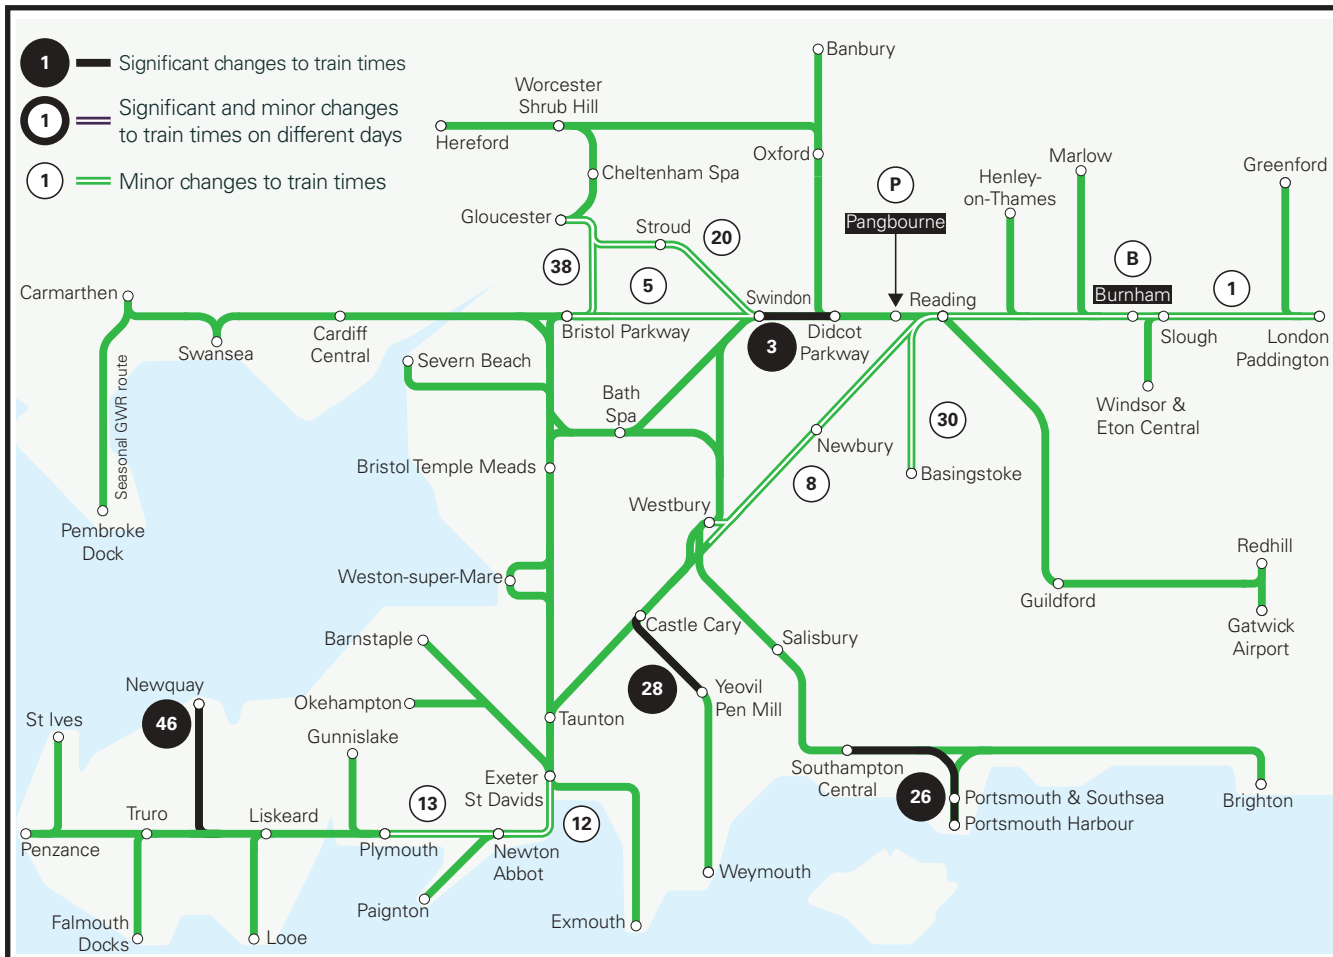 1 Significant changes to train times
1 Significant and minor changes
to train times on different days
1 Minor changes to train times
Banbury
Worcester
Shrub Hill
Hereford
Oxford
Cheltenham Spa
Marlow
Greenford
Henley-
on-Thames
P
Pangbourne
Gloucester
Stroud
20
38
5
B
Burnham
1
Carmarthen
Swindon
Reading
Cardiff
Central
Bristol Parkway
Didcot
Parkway
Slough
London
Paddington
Swansea
3
Severn Beach
Bath
Spa
Windsor &
Eton Central
30
Newbury
Seasonal GWR route
Bristol Temple Meads
Basingstoke
8
Westbury
Pembroke
Dock
Redhill
Weston-super-Mare
Guildford
Gatwick
Airport
Castle Cary
Salisbury
Barnstaple
Newquay
46
28
Yeovil
Pen Mill
Okehampton
St Ives
Taunton
Gunnislake
Southampton
Central
Exeter
St Davids
26
Portsmouth & Southsea
Brighton
13
12
Portsmouth Harbour
Truro
Liskeard
Penzance
Plymouth
Newton
Abbot
Weymouth
Paignton
Falmouth
Docks
Looe
Exmouth